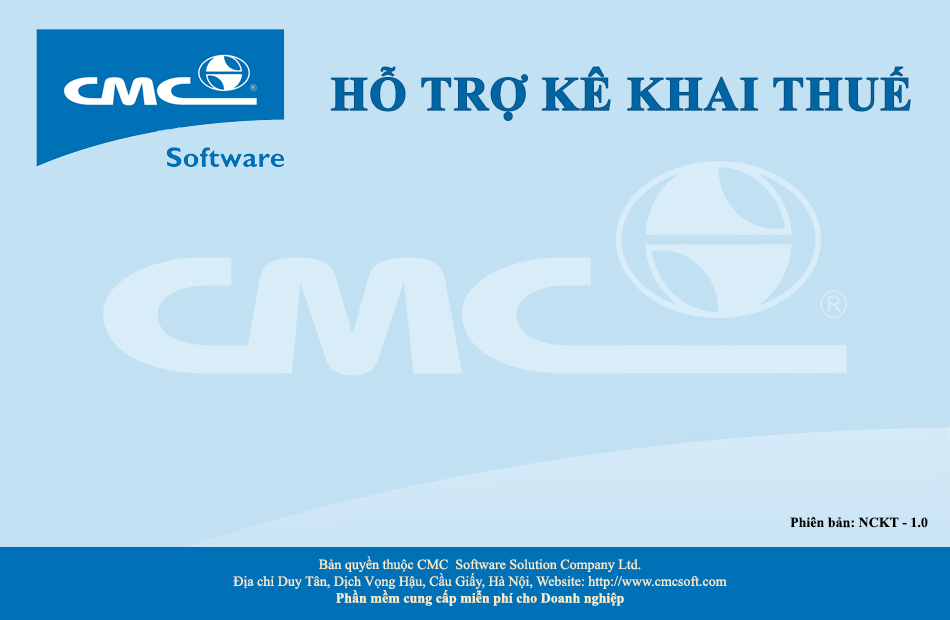 CMC®
Software
HỖ TRỢ KÊ KHAI THUẾ
CMC®
Phiên bản: NCKT - 1.0
Bản quyền thuộc CMC Software Solution Company Ltd.
Địa chỉ Duy Tân, Dịch Vọng Hậu, Cầu Giấy, Hà Nội, Website: http://www.cmcsoft.com
Phần mềm cung cấp miễn phí cho Doanh nghiệp